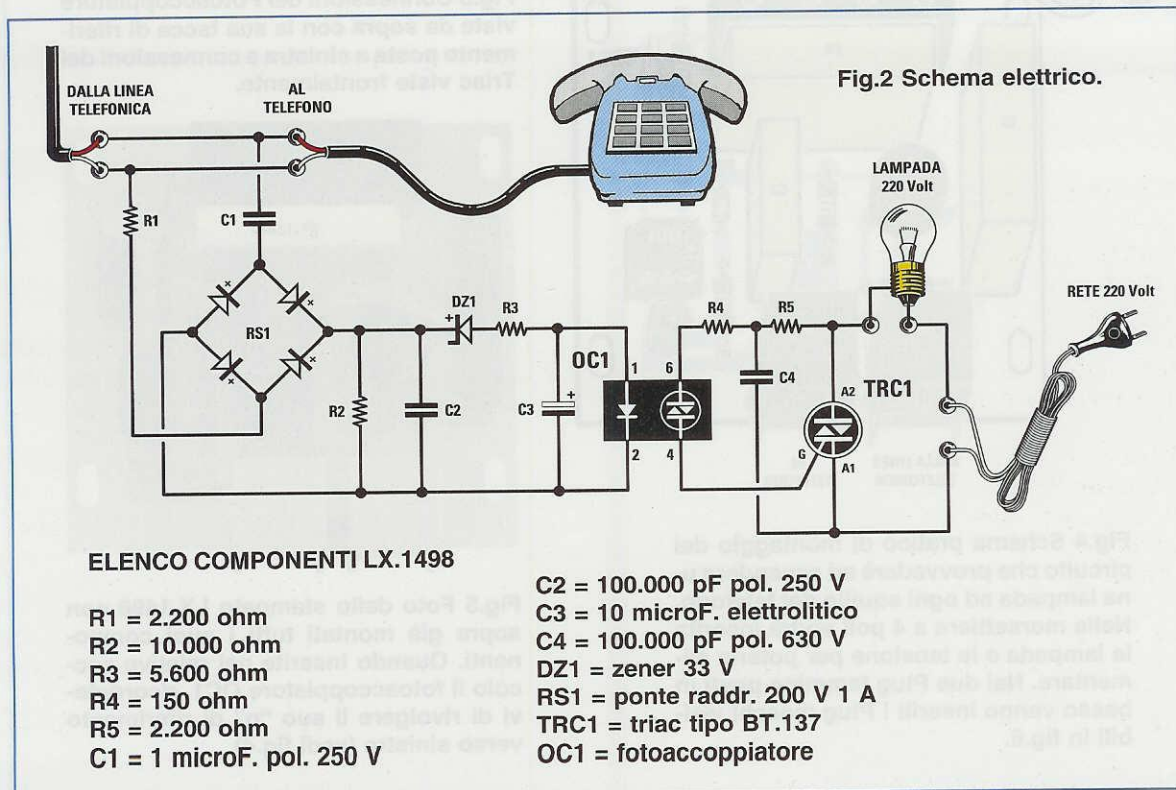 Fig.2 Schema elettrico.
DALLA LINEA
TELEFONICA
AL
TELEFONO
LAMPADA
220 Volt
RETE 220 Volt
R1
C1
RS1
DZ1
R3
R2
C2
C3
OC1
1
2
6
4
R4
R5
C4
A2
G
A1
TRC1
ELENCO COMPONENTI LX.1498
R1 = 2.200 ohm
R2 = 10.000 ohm
R3 = 5.600 ohm
R4 = 150 ohm
R5 = 2.200 ohm
C1 = 1 microF. pol. 250 V
C2 = 100.000 pF pol. 250 V
C3 = 10 microF. elettrolitico
C4 = 100.000 pF pol. 630 V
DZ1 = zener 33 V
RS1 = ponte raddr. 200 V 1 A
TRC1 = triac tipo BT.137
OC1 = fotoaccoppiatore